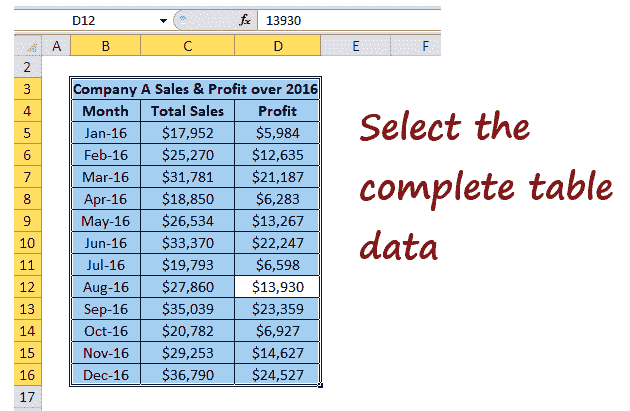 D12 fx 13930
A B C D E F
2
3 Company A Sales & Profit over 2016
4 Month Total Sales Profit
5 Jan-16 $17,952 $5,984
6 Feb-16 $25,270 $12,635
7 Mar-16 $31,781 $21,187
8 Apr-16 $18,850 $6,283
9 May-16 $26,534 $13,267
10 Jun-16 $33,370 $22,247
11 Jul-16 $19,793 $6,598
12 Aug-16 $27,860 $13,930
13 Sep-16 $35,039 $23,359
14 Oct-16 $20,782 $6,927
15 Nov-16 $29,253 $14,627
16 Dec-16 $36,790 $24,527
17
Select the
complete table
data